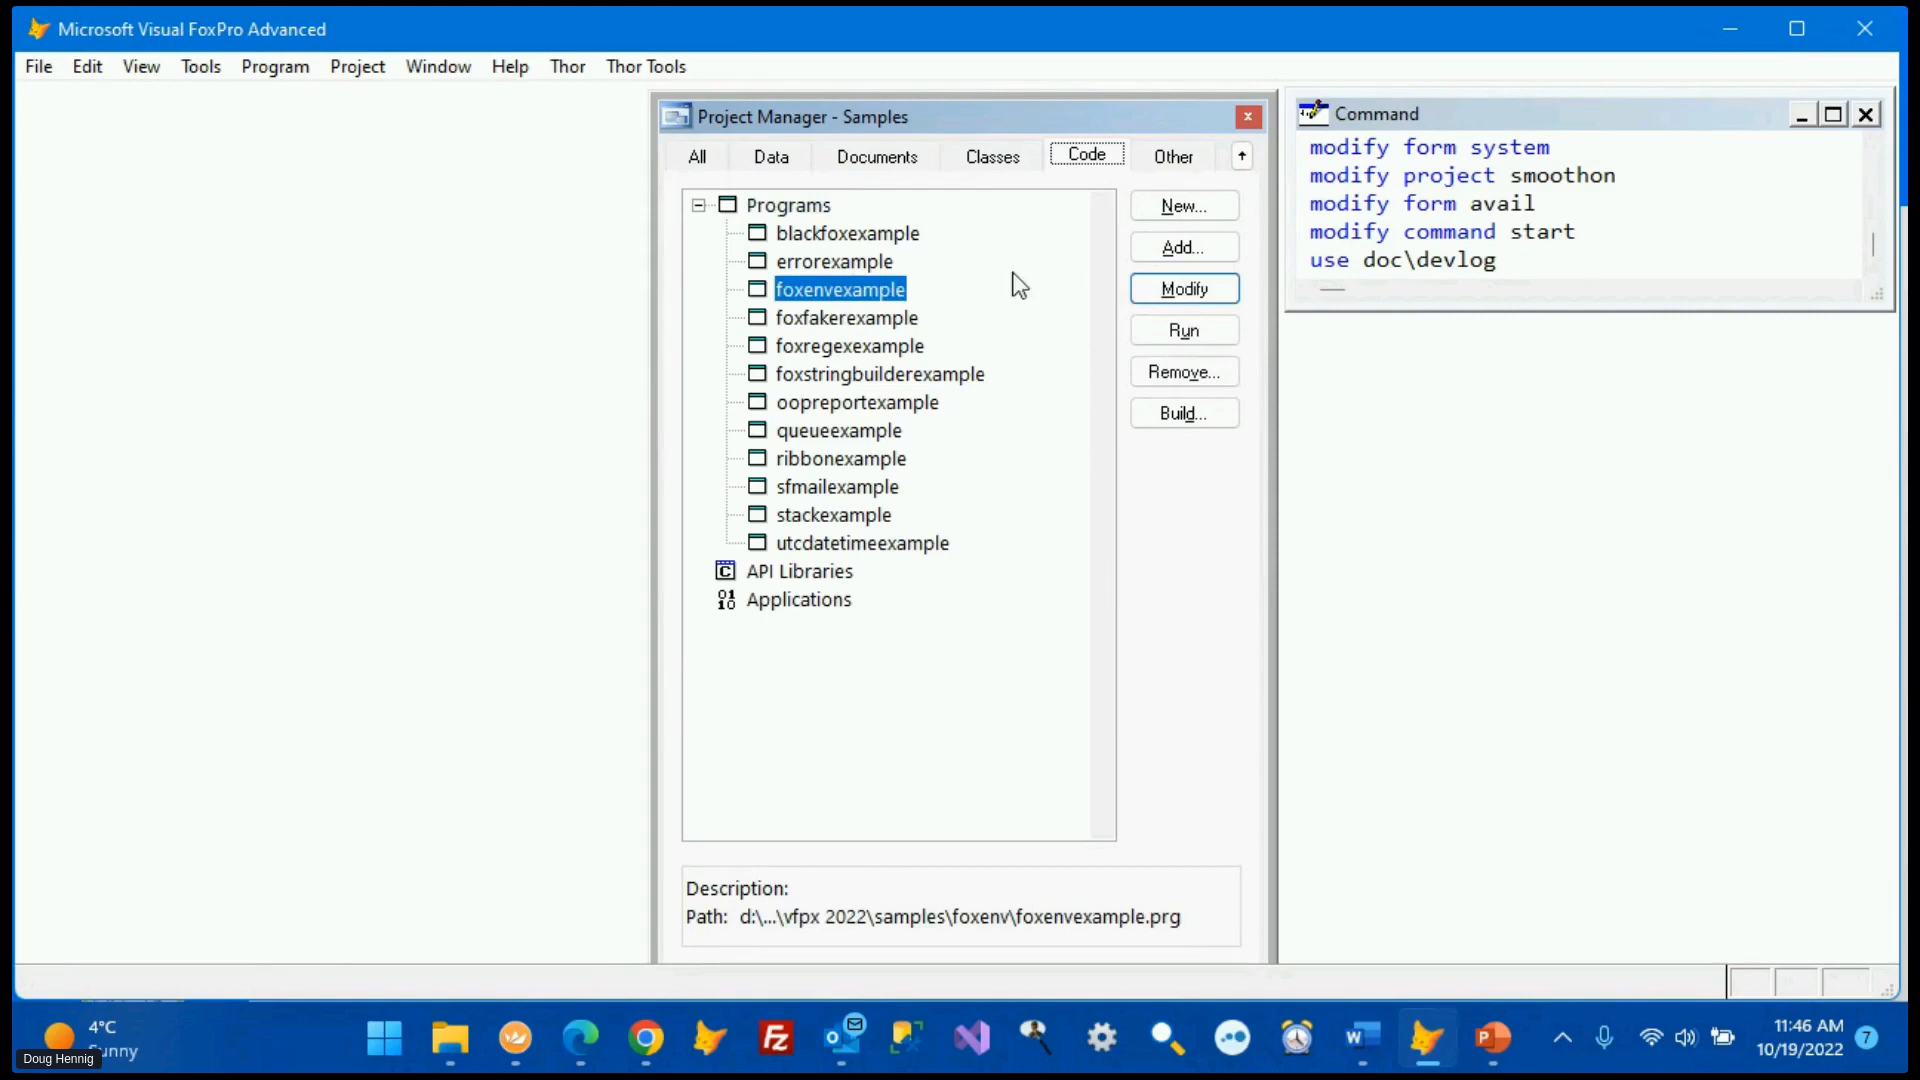 Microsoft Visual FoxPro Advanced
File Edit View Tools Program Project Window Help Thor Thor Tools
Project Manager - Samples
All Data Documents Classes Code Other
Programs
blackfoxexample
errorexample
foxenvexample
foxfakerexample
foxregexexample
foxstringbuilderexample
oopreportexample
queueexample
ribbonexample
sfmailexample
stackexample
utcdatetimeexample
API Libraries
Applications
New...
Add...
Modify
Run
Remove...
Build...
Description:
Path: d:\...\vfpx 2022\samples\foxenv\foxenvexample.prg
Command
modify form system
modify project smoothon
modify form avail
modify command start
use doc\devlog
4°C
Sunny
Doug Hennig
11:46 AM
10/19/2022
7